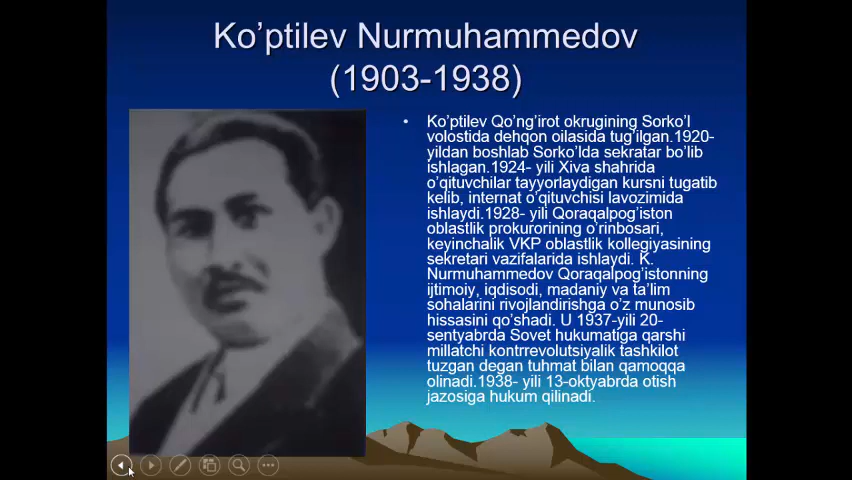 Ko’ptilev Nurmuhammedov
(1903-1938)
• Ko’ptilev Qo’ng’irot okrugining Sorko’l
volostida dehqon oilasida tug’ilgan.1920-
yildan boshlab Sorko’lda sekratar bo’lib
ishlagan.1924- yili Xiva shahrida
o’qituvchilar tayyorlaydigan kursni tugatib
kelib, internat o’qituvchisi lavozimida
ishlaydi.1928- yili Qoraqalpog’iston
oblastlik prokurorining o’rinbosari,
keyinchalik VKP oblastlik kollegiyasining
sekretari vazifalarida ishlaydi. K.
Nurmuhammedov Qoraqalpog’istonning
ijtimoiy, iqdisodi, madaniy va ta’lim
sohalarini rivojlandirishga o’z munosib
hissasini qo’shadi. U 1937-yili 20-
sentyabrda Sovet hukumatiga qarshi
millatchi kontrrevolutsiyalik tashkilot
tuzgan degan tuhmat bilan qamoqqa
olinadi.1938- yili 13-oktyabrda otish
jazosiga hukum qilinadi.